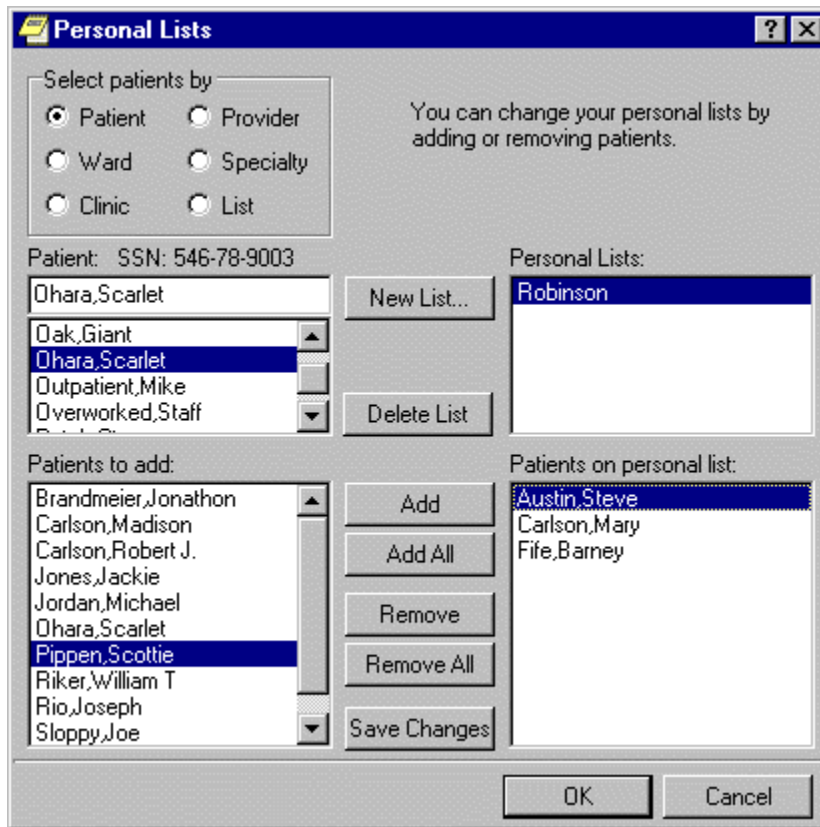 Personal Lists
Select patients by
Patient Provider
Ward Specialty
Clinic List
You can change your personal lists by
adding or removing patients.
Patient: SSN: 546-78-9003
Ohara,Scarlet
Oak,Giant
Ohara,Scarlet
Outpatient,Mike
Overworked,Staff
New List...
Delete List
Personal Lists:
Robinson
Patients to add:
Brandmeier,Jonathon
Carlson,Madison
Carlson,Robert J.
Jones,Jackie
Jordan,Michael
Ohara,Scarlet
Pippen,Scottie
Riker,William T
Rio,Joseph
Sloppy,Joe
Add
Add All
Remove
Remove All
Save Changes
Patients on personal list:
Austin,Steve
Carlson,Mary
Fife,Barney
OK
Cancel